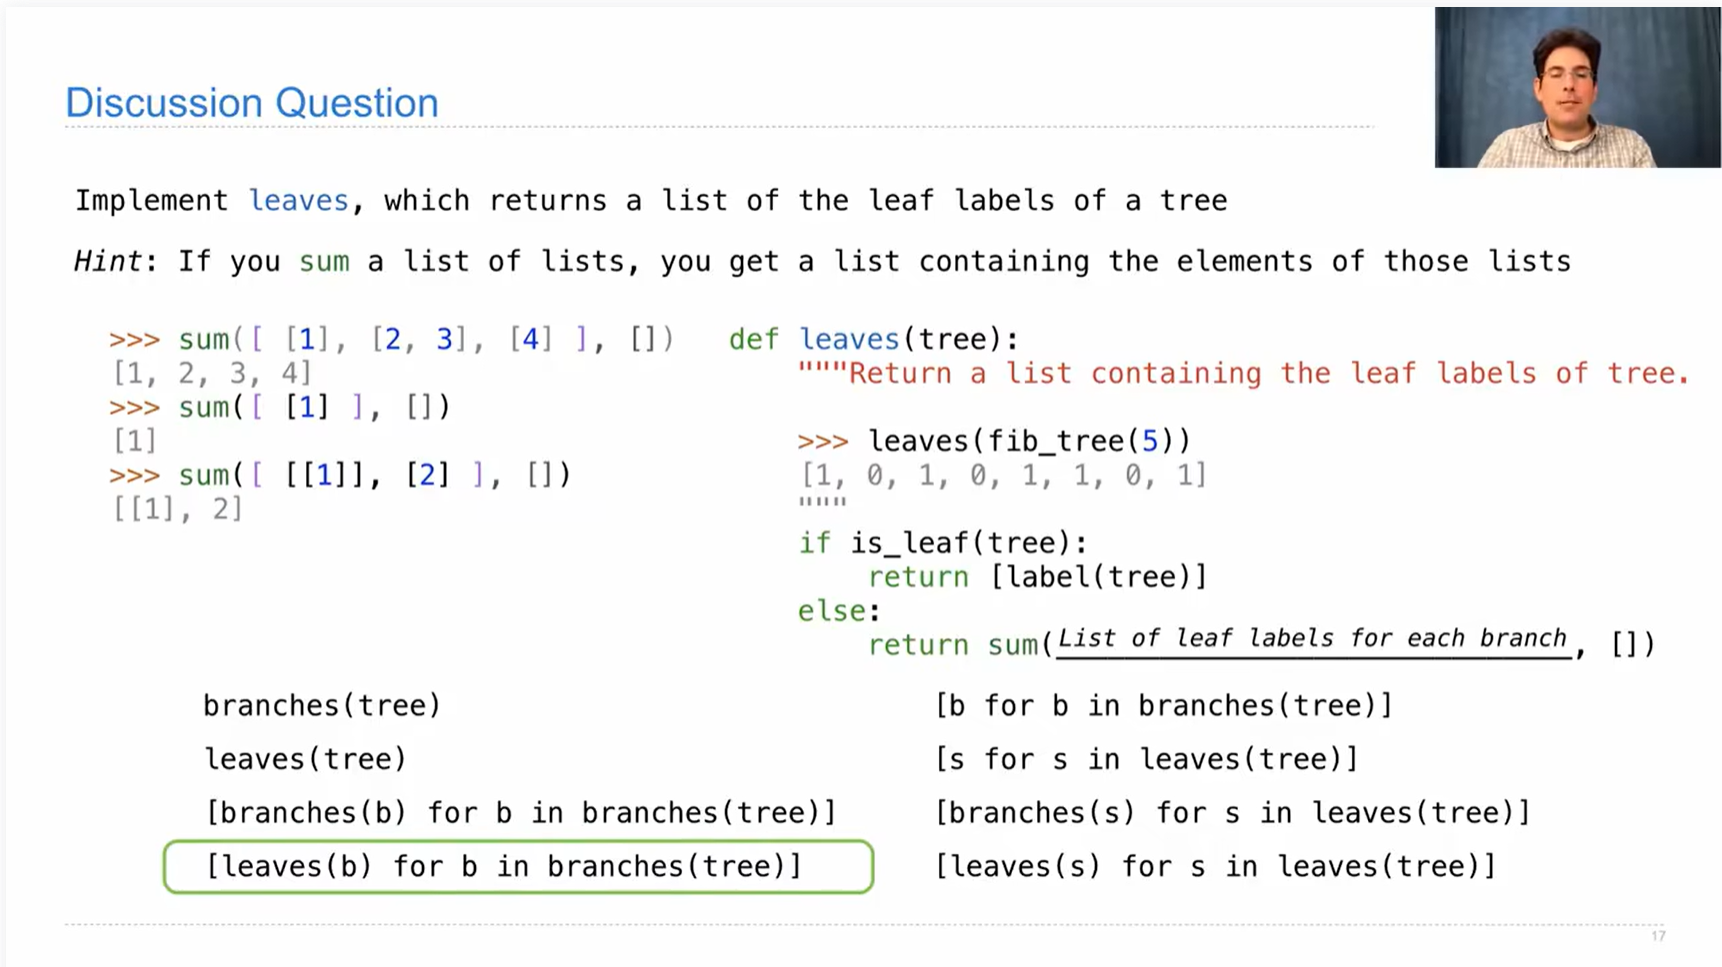 Discussion Question
Implement leaves, which returns a list of the leaf labels of a tree
Hint: If you sum a list of lists, you get a list containing the elements of those lists
>>> sum([ [1], [2, 3], [4] ], [])
[1, 2, 3, 4]
>>> sum([ [1] ], [])
[1]
>>> sum([ [[1]], [2] ], [])
[[1], 2]
def leaves(tree):
"""Return a list containing the leaf labels of tree.
>>> leaves(fib_tree(5))
[1, 0, 1, 0, 1, 1, 0, 1]
"""
if is_leaf(tree):
return [label(tree)]
else:
return sum(List of leaf labels for each branch, [])
branches(tree)
leaves(tree)
[branches(b) for b in branches(tree)]
[leaves(b) for b in branches(tree)]
[b for b in branches(tree)]
[s for s in leaves(tree)]
[branches(s) for s in leaves(tree)]
[leaves(s) for s in leaves(tree)]
17